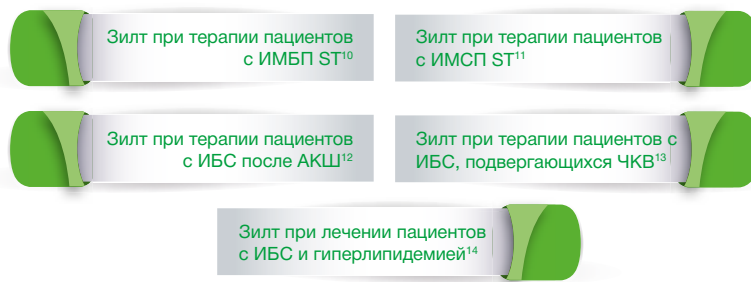 Зилт при терапии пациентов
с ИМБП ST¹⁰
Зилт при терапии пациентов
с ИМСП ST¹¹
Зилт при терапии пациентов
с ИБС после АКШ¹²
Зилт при терапии пациентов с
ИБС, подвергающихся ЧКВ¹³
Зилт при лечении пациентов
с ИБС и гиперлипидемией¹⁴